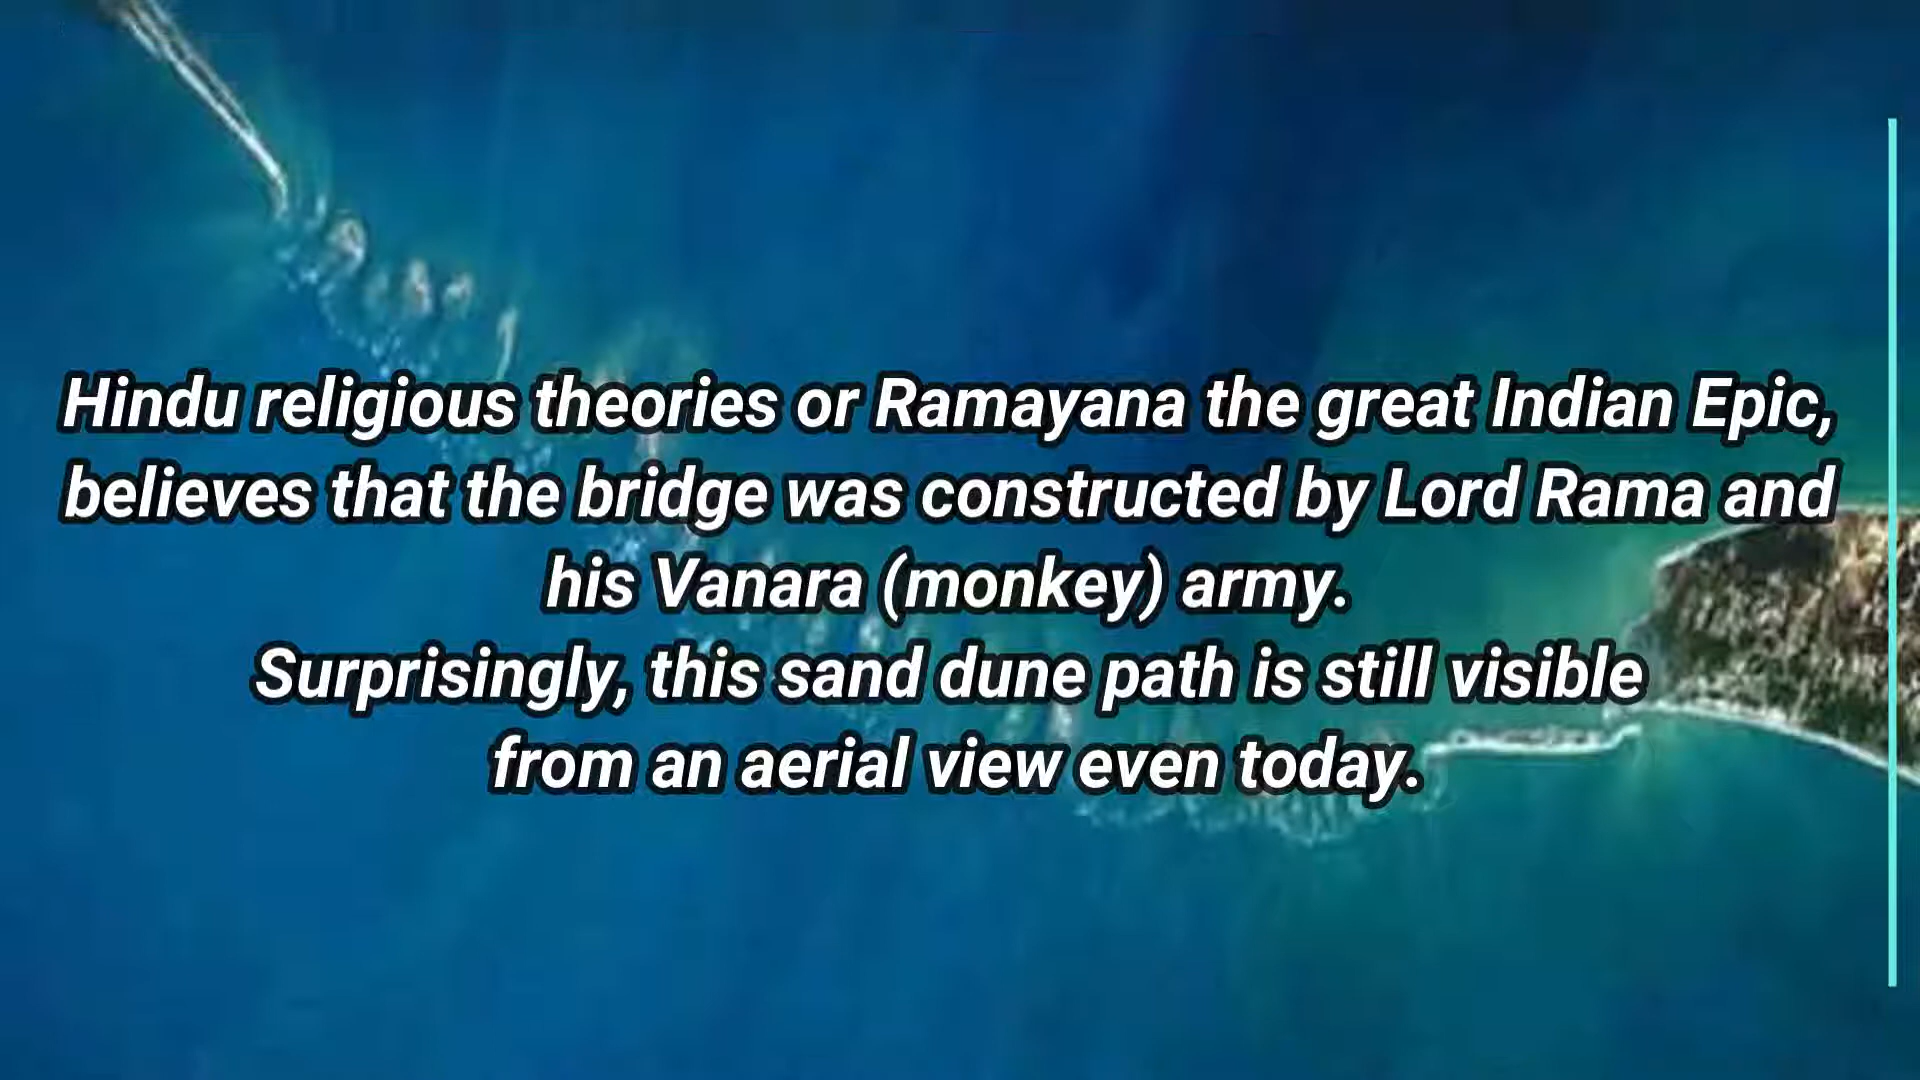 Hindu religious theories or Ramayana the great Indian Epic,
believes that the bridge was constructed by Lord Rama and
his Vanara (monkey) army.
Surprisingly, this sand dune path is still visible
from an aerial view even today.